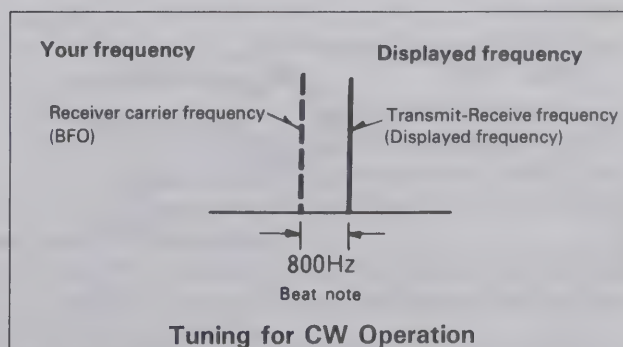 Your frequency
Displayed frequency
Receiver carrier frequency
(BFO)
Transmit-Receive frequency
(Displayed frequency)
800Hz
Beat note
Tuning for CW Operation